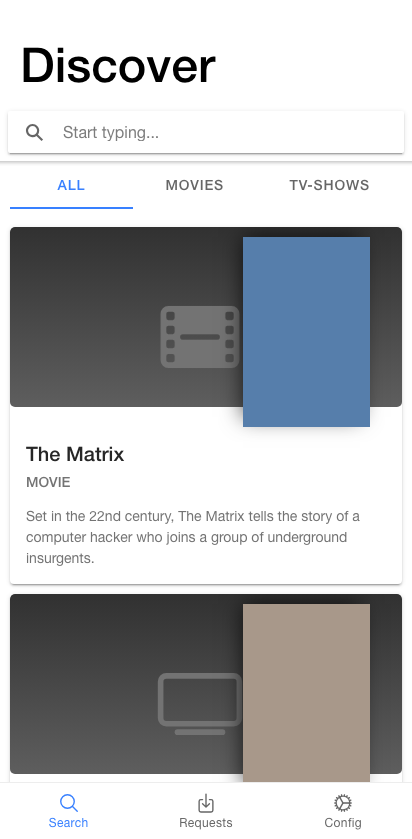 Discover
Start typing...
ALL MOVIES TV-SHOWS
The Matrix
MOVIE
Set in the 22nd century, The Matrix tells the story of a
computer hacker who joins a group of underground
insurgents.
Search Requests Config